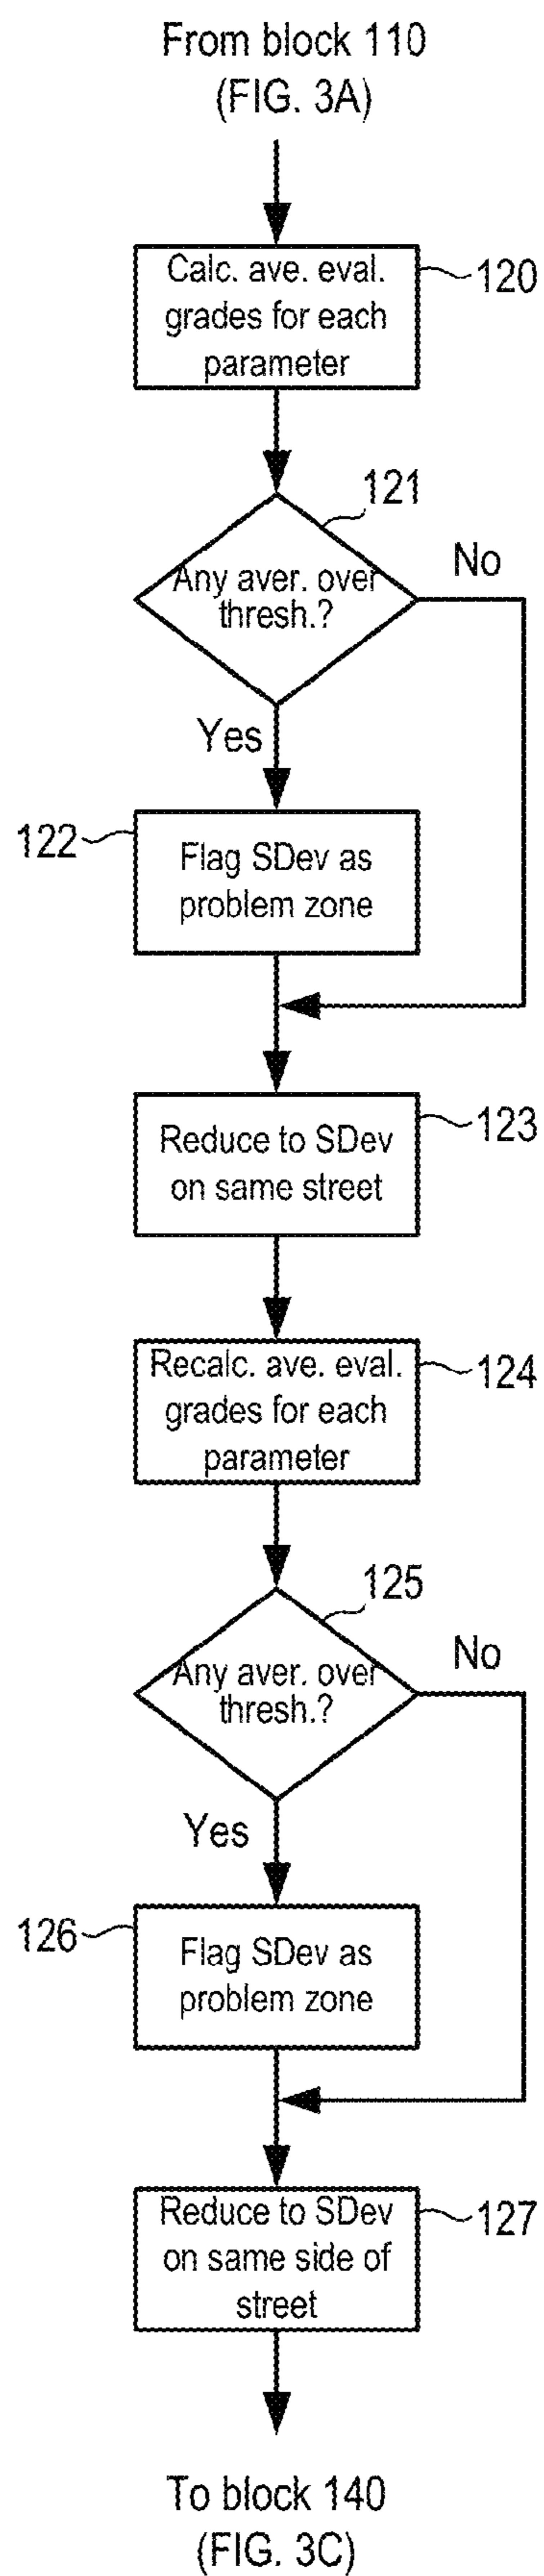 From block 110
(FIG. 3A)
Calc. ave. eval.
grades for each
parameter
120
121
Any aver. over
thresh.?
No
Yes
122
Flag SDev as
problem zone
Reduce to SDev
on same street
123
Recalc. ave. eval.
grades for each
parameter
124
125
Any aver. over
thresh.?
No
Yes
126
Flag SDev as
problem zone
Reduce to SDev
on same side of
street
127
To block 140
(FIG. 3C)